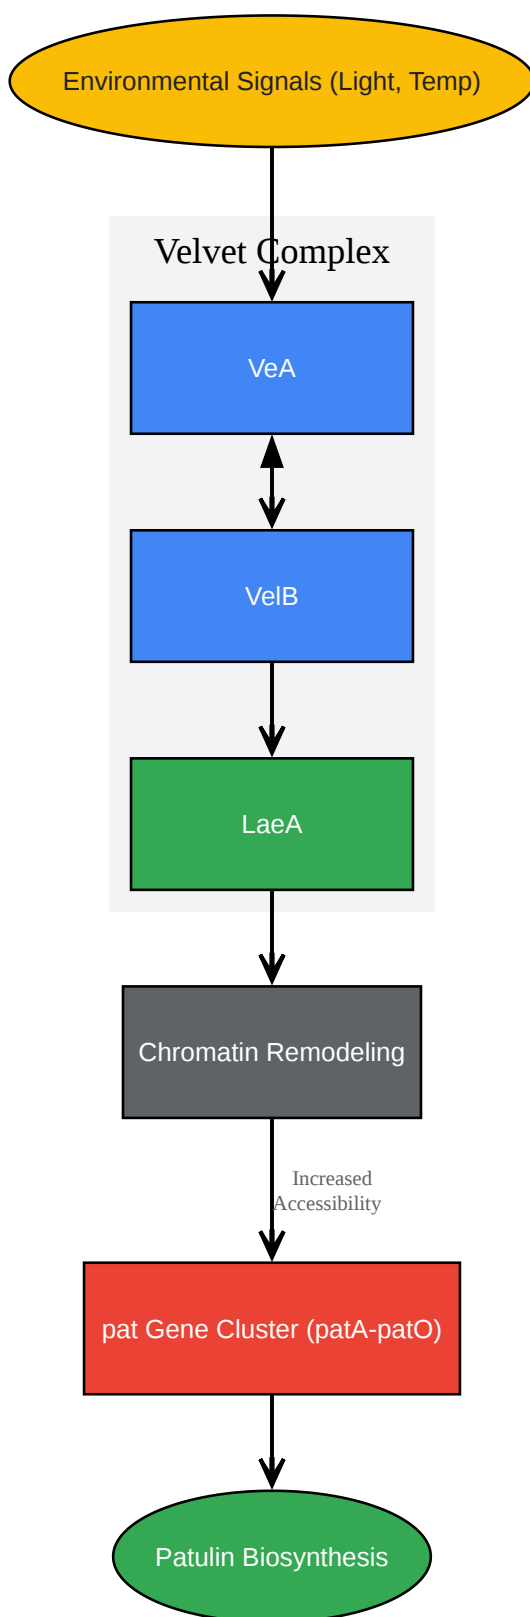 Environmental Signals (Light, Temp)
Velvet Complex
VeA
VelB
LaeA
Chromatin Remodeling
Increased
Accessibility
pat Gene Cluster (patA-patO)
Patulin Biosynthesis